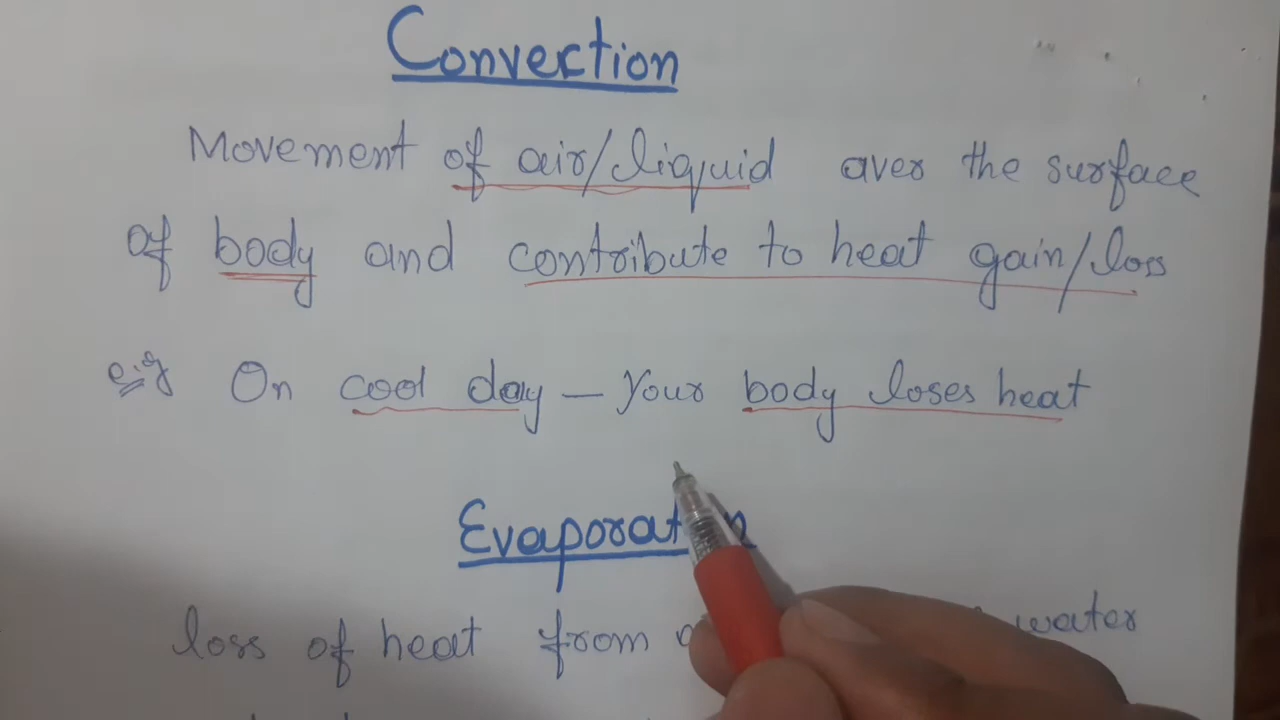 Convection
Movement of air/liquid over the surface
of body and contribute to heat gain/loss
e.g On cool day - Your body loses heat
Evaporation
loss of heat from water